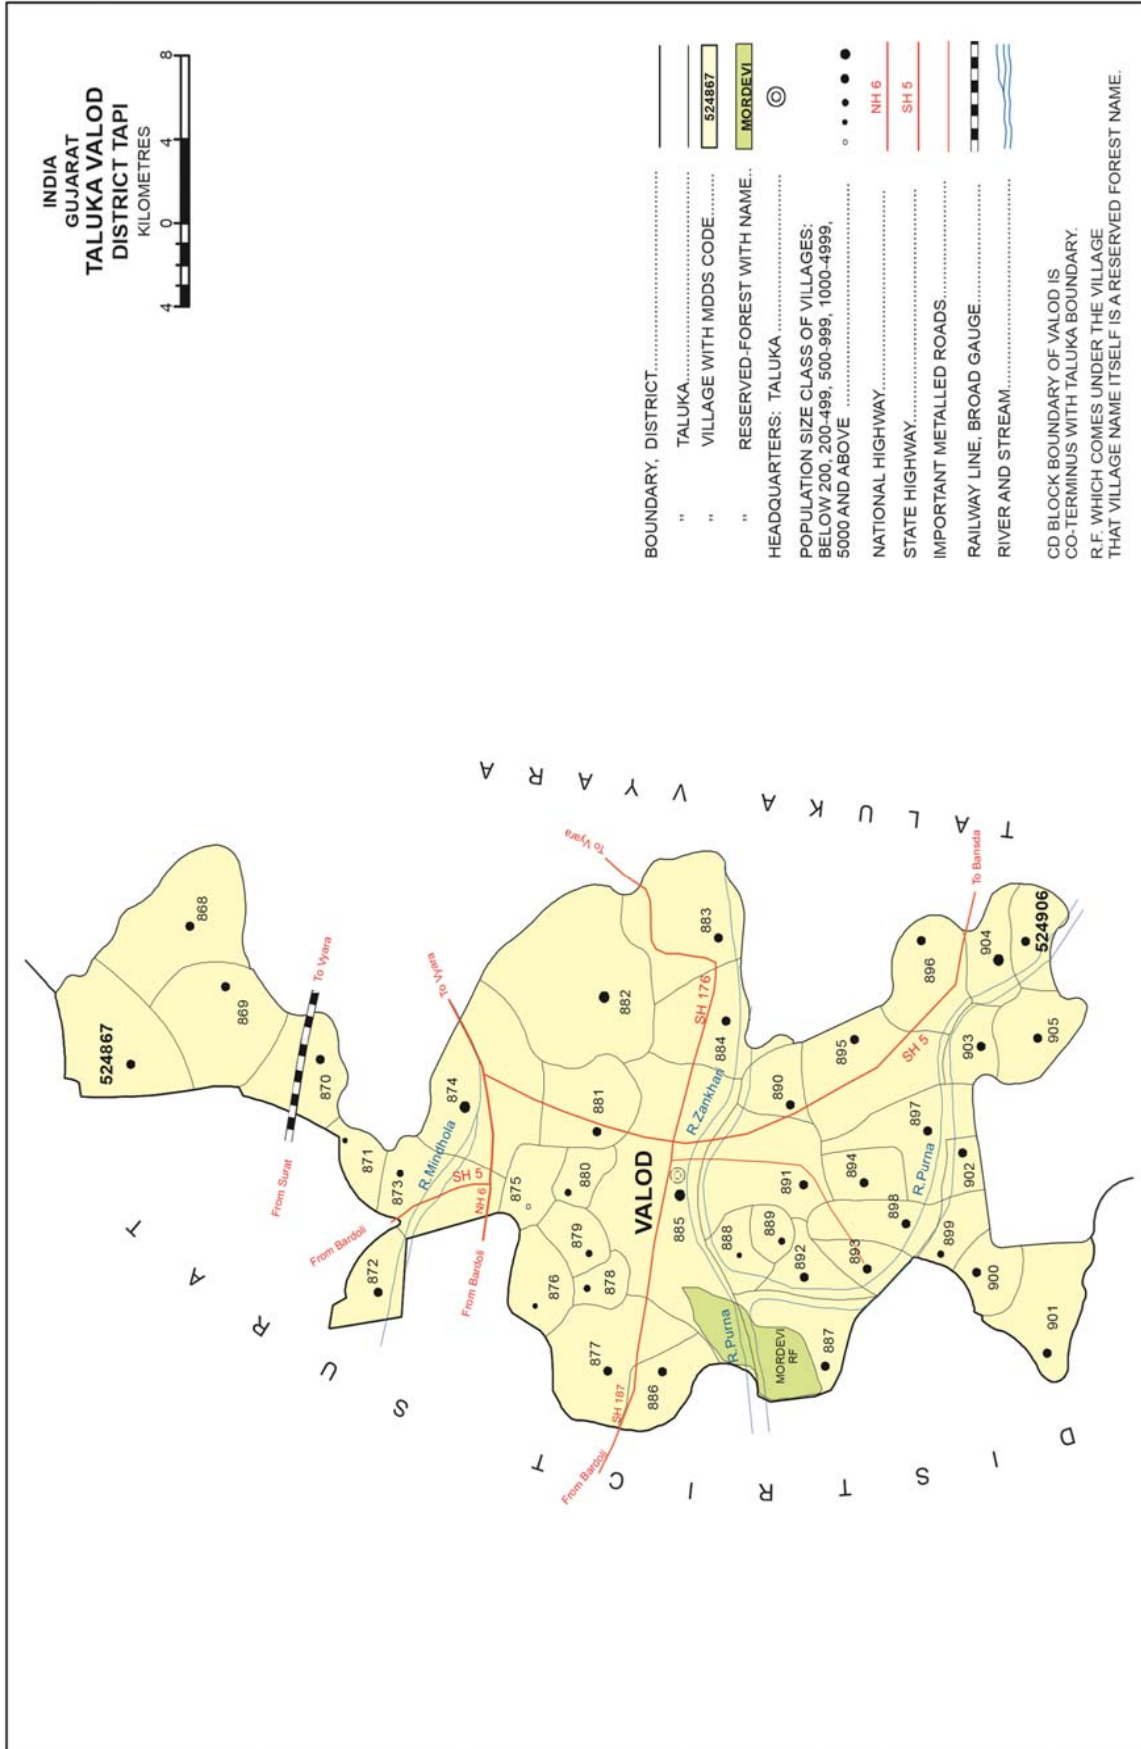 INDIA
GUJARAT
TALUKA VALOD
DISTRICT TAPI
KILOMETRES
4 0 4 8
BOUNDARY, DISTRICT
" TALUKA
" VILLAGE WITH MDDS CODE 524867
" RESERVED-FOREST WITH NAME MORDEVI
HEADQUARTERS: TALUKA
POPULATION SIZE CLASS OF VILLAGES:
BELOW 200, 200-499, 500-999, 1000-4999,
5000 AND ABOVE
NATIONAL HIGHWAY NH 6
STATE HIGHWAY SH 5
IMPORTANT METALLED ROADS
RAILWAY LINE, BROAD GAUGE
RIVER AND STREAM
CD BLOCK BOUNDARY OF VALOD IS
CO-TERMINUS WITH TALUKA BOUNDARY.
R.F. WHICH COMES UNDER THE VILLAGE
THAT VILLAGE NAME ITSELF IS A RESERVED FOREST NAME.
DISTRICT SURAT
TALUKA VYARA
524867
868
869
870
From Surat
To Vyara
871
872
873
874
R.Mindhola
From Bardoli
SH 5
NH 6
From Bardoli
To Vyara
875
876
877
878
879
880
881
882
To Vyara
883
SH 176
884
R.Zankhari
VALOD
885
SH 187
From Bardoli
886
R.Purna
MORDEVI
RF
887
888
889
890
891
892
893
894
895
SH 5
896
To Bansda
897
R.Purna
898
899
900
901
902
903
904
905
524906